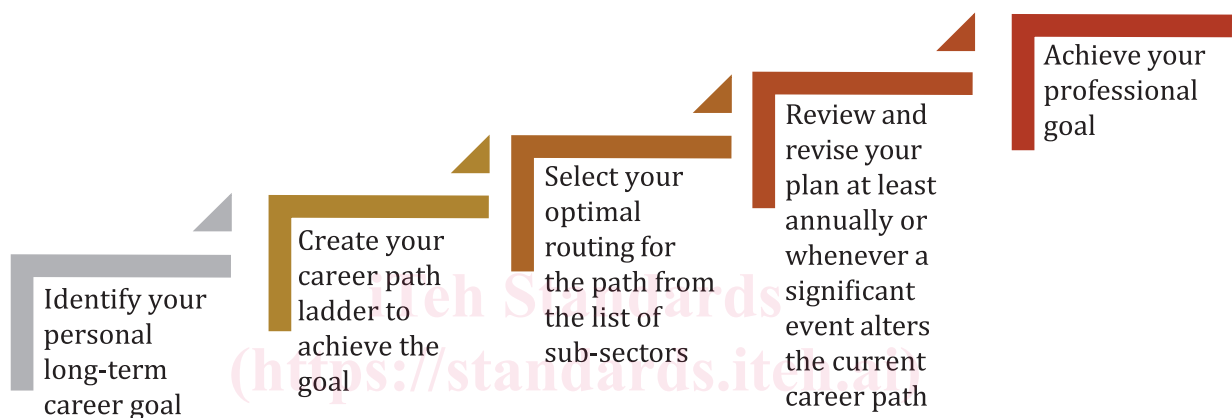 Identify your
personal
long-term
career goal
Create your
career path
ladder to
achieve the
goal
Select your
optimal
routing for
the path from
the list of
sub-sectors
Review and
revise your
plan at least
annually or
whenever a
significant
event alters
the current
career path
Achieve your
professional
goal
iTeh Standards
(https://standards.iteh.ai)